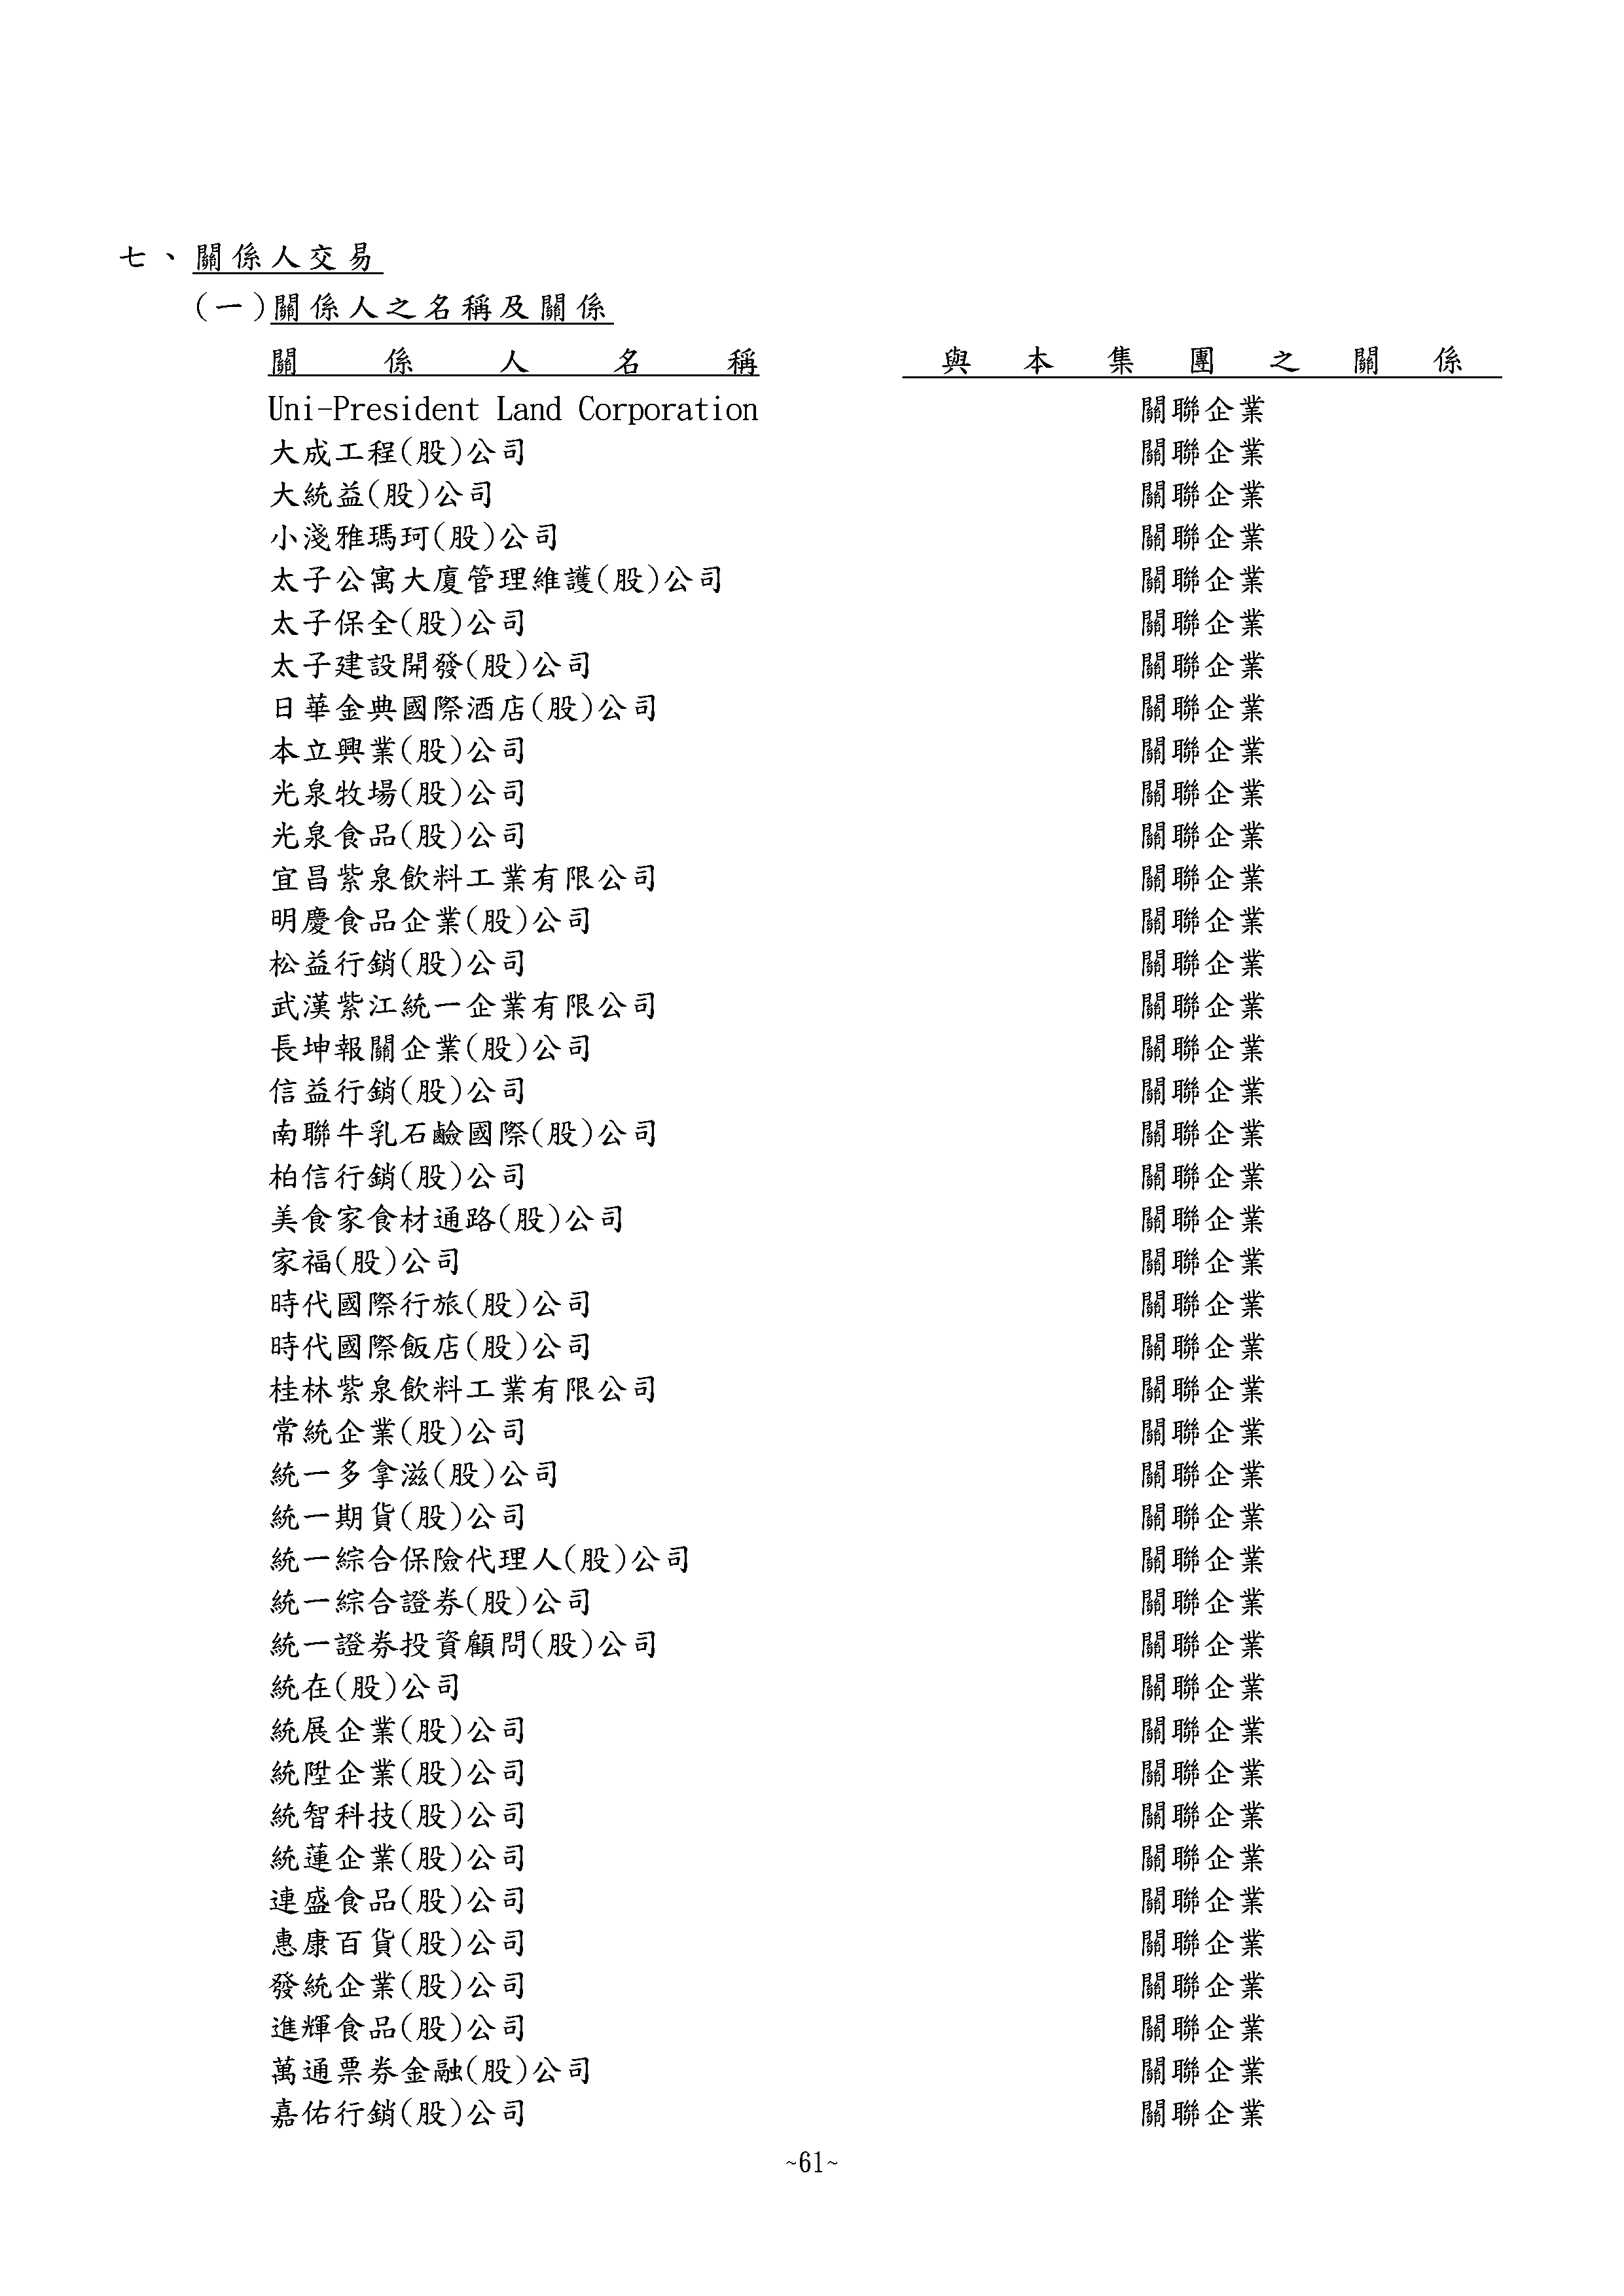 七、關係人交易
(一)關係人之名稱及關係
關係人名稱 與本集團之關係
Uni-President Land Corporation 關聯企業
大成工程(股)公司 關聯企業
大統益(股)公司 關聯企業
小淺雅瑪珂(股)公司 關聯企業
太子公寓大廈管理維護(股)公司 關聯企業
太子保全(股)公司 關聯企業
太子建設開發(股)公司 關聯企業
日華金典國際酒店(股)公司 關聯企業
本立興業(股)公司 關聯企業
光泉牧場(股)公司 關聯企業
光泉食品(股)公司 關聯企業
宜昌紫泉飲料工業有限公司 關聯企業
明慶食品企業(股)公司 關聯企業
松益行銷(股)公司 關聯企業
武漢紫江統一企業有限公司 關聯企業
長坤報關企業(股)公司 關聯企業
信益行銷(股)公司 關聯企業
南聯牛乳石鹼國際(股)公司 關聯企業
柏信行銷(股)公司 關聯企業
美食家食材通路(股)公司 關聯企業
家福(股)公司 關聯企業
時代國際行旅(股)公司 關聯企業
時代國際飯店(股)公司 關聯企業
桂林紫泉飲料工業有限公司 關聯企業
常統企業(股)公司 關聯企業
統一多拿滋(股)公司 關聯企業
統一期貨(股)公司 關聯企業
統一綜合保險代理人(股)公司 關聯企業
統一綜合證券(股)公司 關聯企業
統一證券投資顧問(股)公司 關聯企業
統在(股)公司 關聯企業
統展企業(股)公司 關聯企業
統陞企業(股)公司 關聯企業
統智科技(股)公司 關聯企業
統蓮企業(股)公司 關聯企業
連盛食品(股)公司 關聯企業
惠康百貨(股)公司 關聯企業
發統企業(股)公司 關聯企業
進輝食品(股)公司 關聯企業
萬通票券金融(股)公司 關聯企業
嘉佑行銷(股)公司 關聯企業
~61~